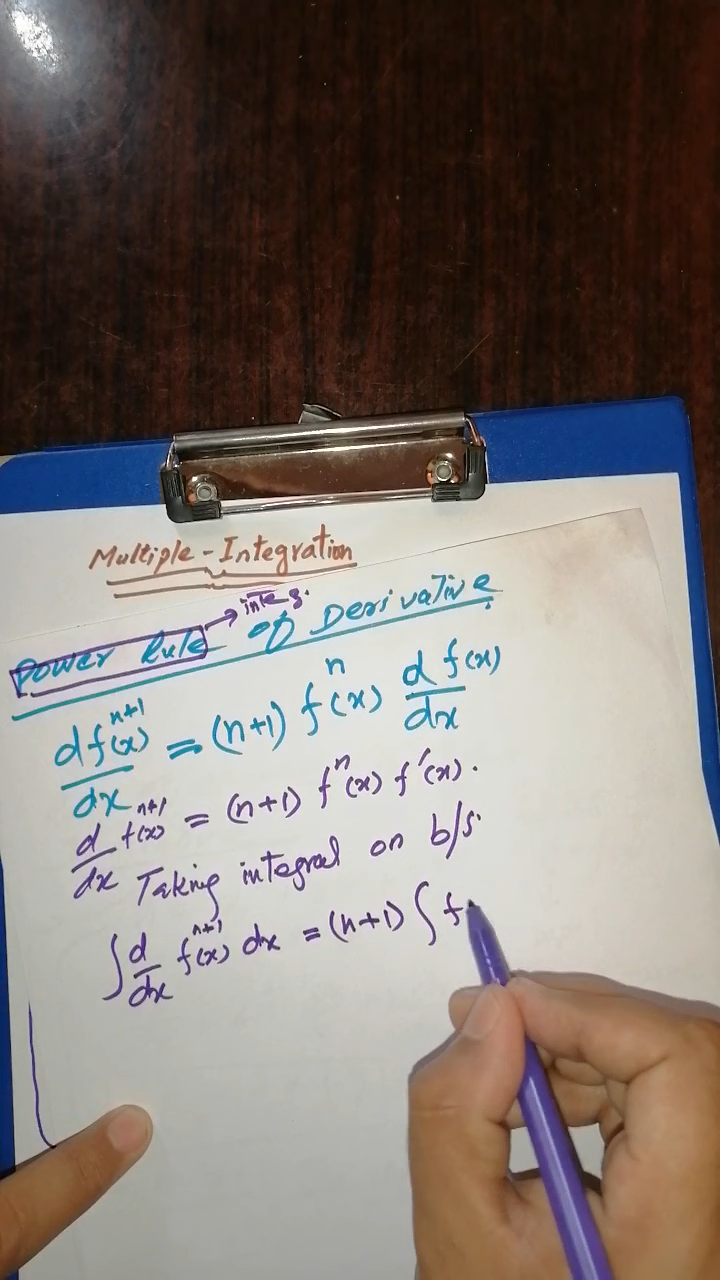 Multiple-Integration
→ integ.
Power Rule of Derivative
df^{n+1}(x)/dx = (n+1) f^n(x) d f(x)/dx
d/dx f^{n+1}(x) = (n+1) f^n(x) f'(x).
Taking integral on b/s.
∫ d/dx f^{n+1}(x) dx = (n+1) ∫ f